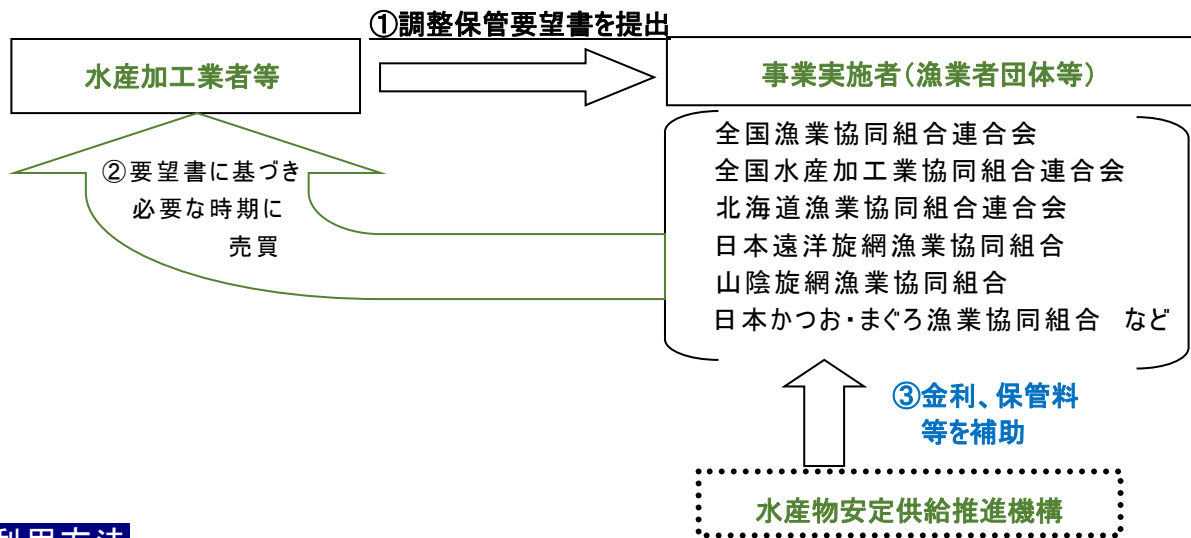 ①調整保管要望書を提出
水産加工業者等
事業実施者(漁業者団体等)
②要望書に基づき
必要な時期に
売買
全国漁業協同組合連合会
全国水産加工業協同組合連合会
北海道漁業協同組合連合会
日本遠洋旋網漁業協同組合
山陰旋網漁業協同組合
日本かつお・まぐろ漁業協同組合 など
③金利、保管料
等を補助
水産物安定供給推進機構
利用方法